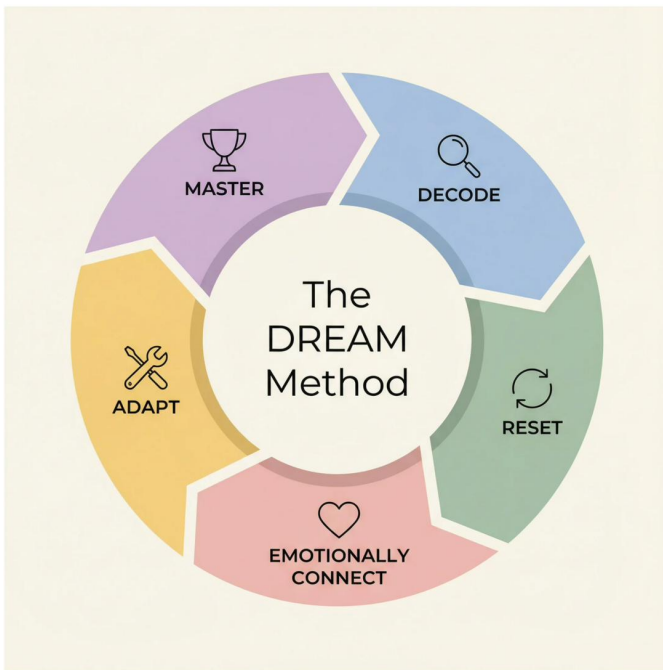 The
DREAM
Method
DECODE
RESET
EMOTIONALLY
CONNECT
ADAPT
MASTER